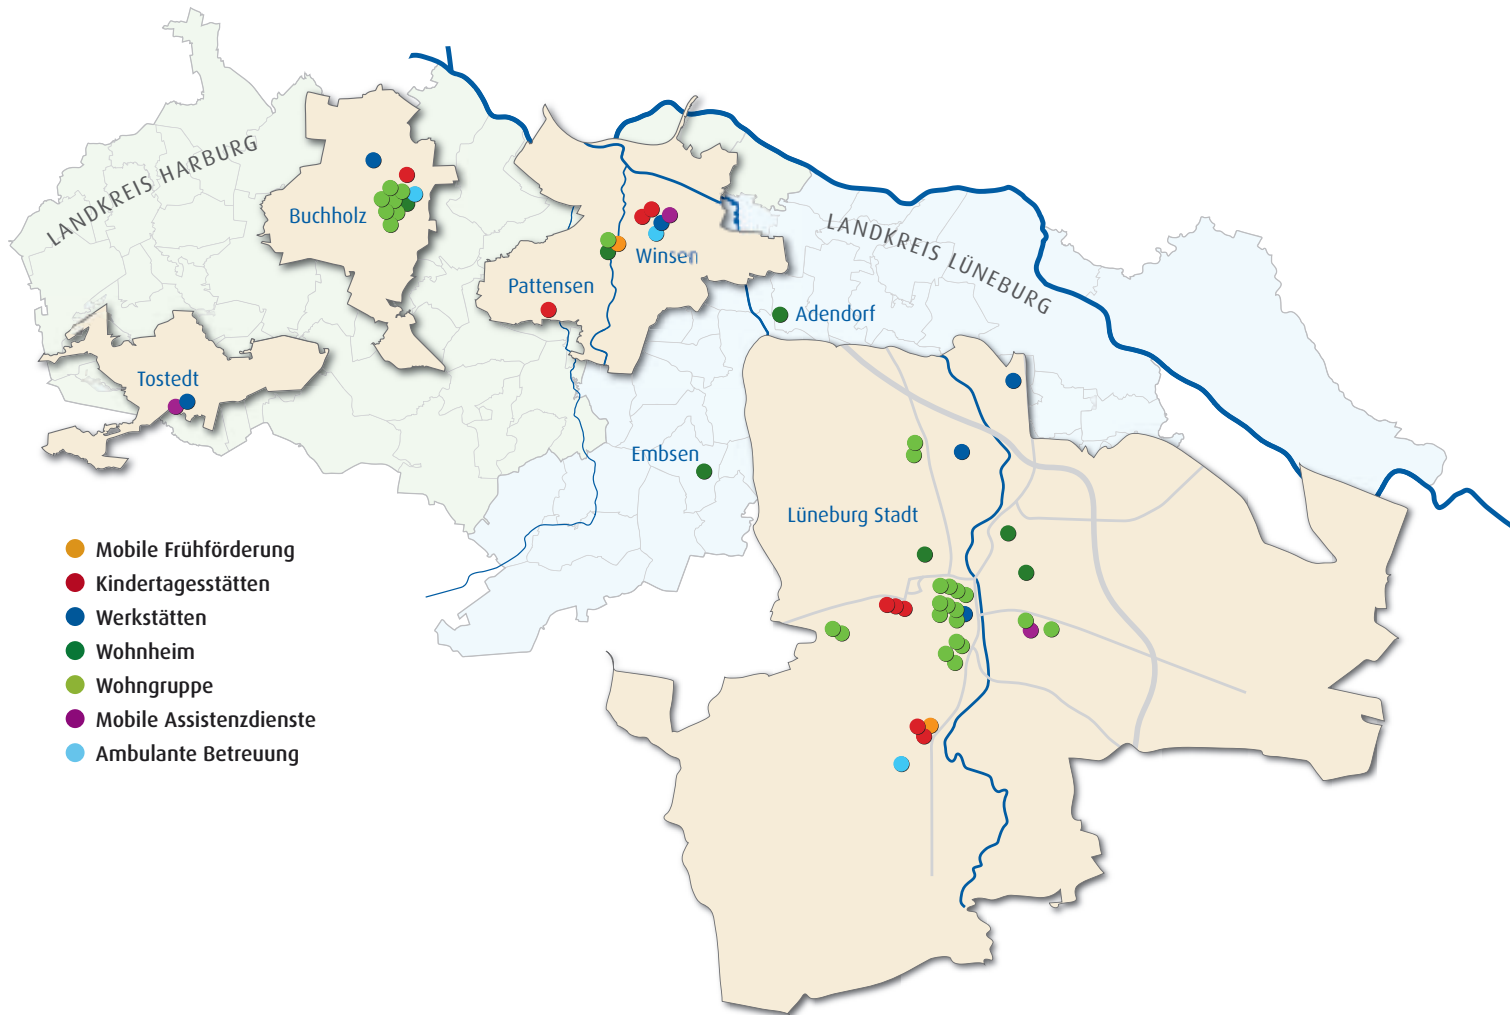 LANDKREIS HARBURG
Buchholz
Winsen
Pattensen
LANDKREIS LÜNEBURG
Adendorf
Tostedt
Embsen
Lüneburg Stadt
Mobile Frühförderung
Kindertagesstätten
Werkstätten
Wohnheim
Wohngruppe
Mobile Assistenzdienste
Ambulante Betreuung